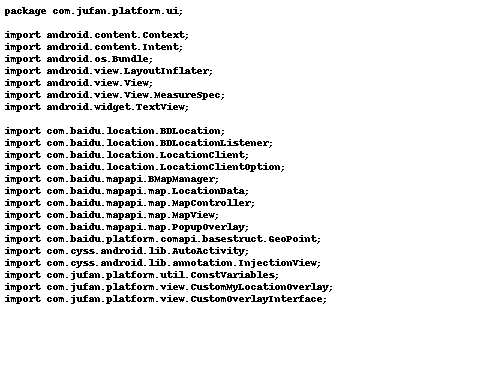 package com.jufan.platform.ui;

import android.content.Context;
import android.content.Intent;
import android.os.Bundle;
import android.view.LayoutInflater;
import android.view.View;
import android.view.View.MeasureSpec;
import android.widget.TextView;

import com.baidu.location.BDLocation;
import com.baidu.location.BDLocationListener;
import com.baidu.location.LocationClient;
import com.baidu.location.LocationClientOption;
import com.baidu.mapapi.BMapManager;
import com.baidu.mapapi.map.LocationData;
import com.baidu.mapapi.map.MapController;
import com.baidu.mapapi.map.MapView;
import com.baidu.mapapi.map.PopupOverlay;
import com.baidu.platform.comapi.basestruct.GeoPoint;
import com.cyss.android.lib.AutoActivity;
import com.cyss.android.lib.annotation.InjectionView;
import com.jufan.platform.util.ConstVariables;
import com.jufan.platform.view.CustomMyLocationOverlay;
import com.jufan.platform.view.CustomOverlayInterface;